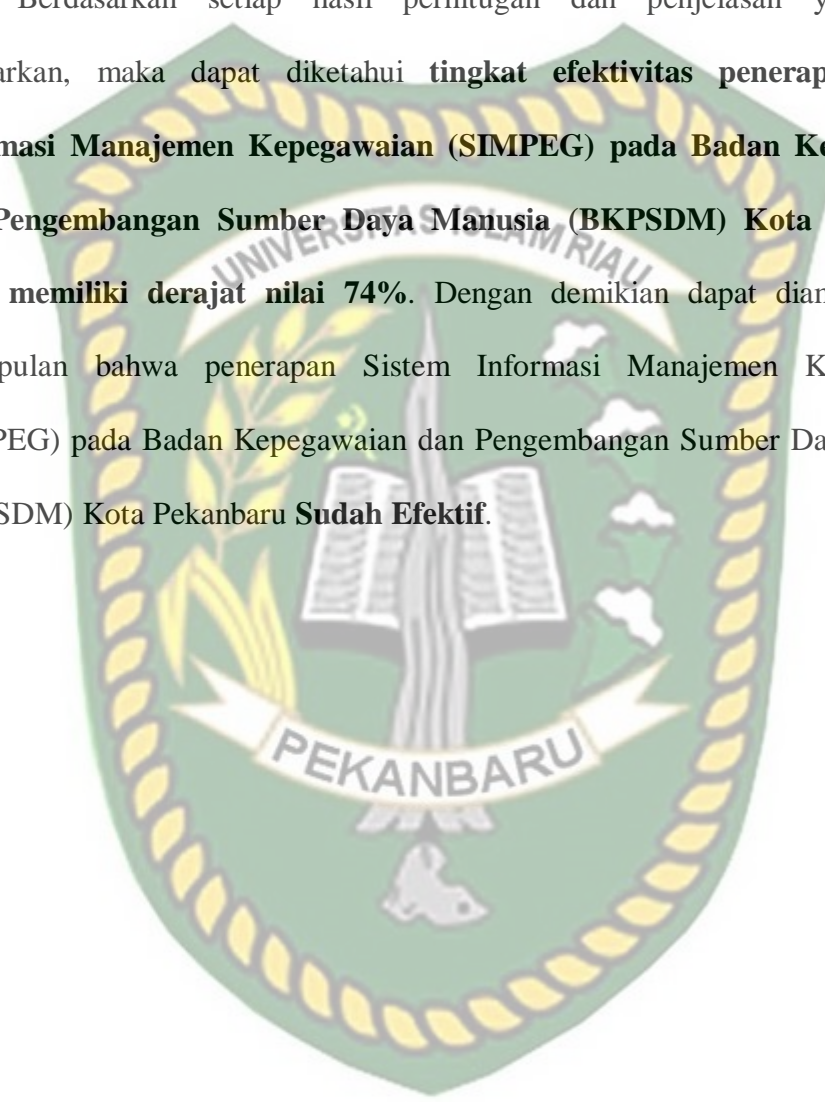 Berdasarkan setiap hasil perhitungan dan penjelasan y
arkan, maka dapat diketahui tingkat efektivitas penerap
masi Manajemen Kepegawaian (SIMPEG) pada Badan Ke
Pengembangan Sumber Daya Manusia (BKPSDM) Kota
UNIVERSITAS ISLAM RIAU
memiliki derajat nilai 74%. Dengan demikian dapat diam
pulan bahwa penerapan Sistem Informasi Manajemen K
PEG) pada Badan Kepegawaian dan Pengembangan Sumber Da
SDM) Kota Pekanbaru Sudah Efektif.
PEKANBARU